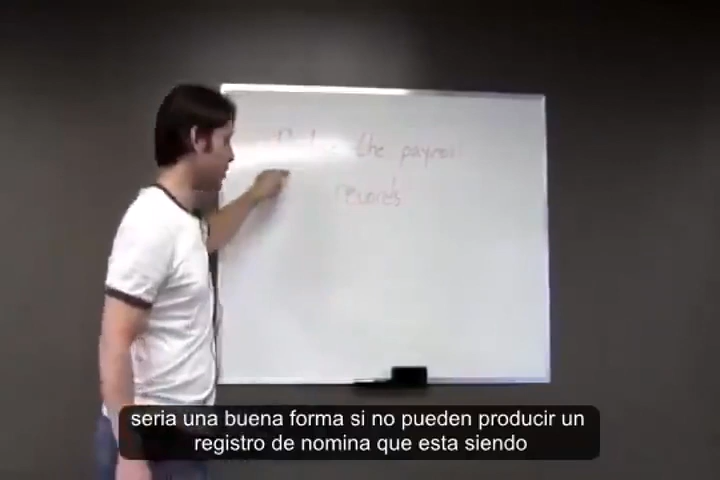 the payroll
records
seria una buena forma si no pueden producir un
registro de nomina que esta siendo